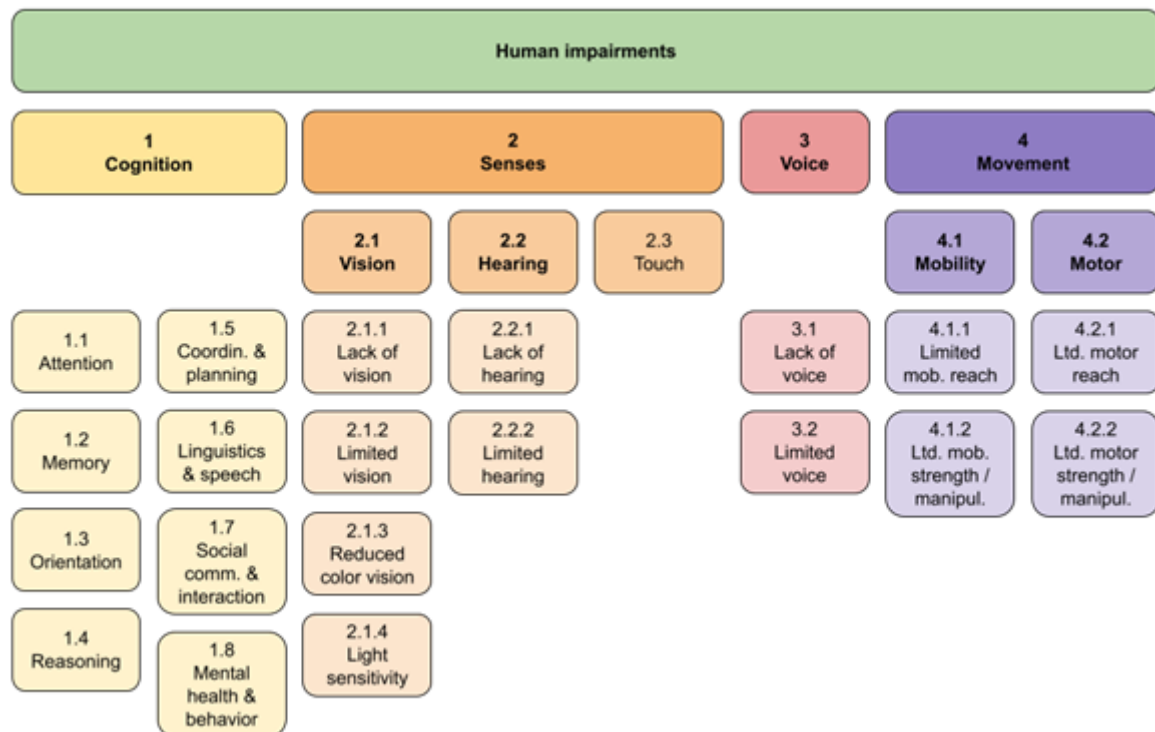 Human impairments
1
Cognition
2
Senses
3
Voice
4
Movement
2.1
Vision
2.2
Hearing
2.3
Touch
4.1
Mobility
4.2
Motor
1.1
Attention
1.5
Coordin. &
planning
2.1.1
Lack of
vision
2.2.1
Lack of
hearing
3.1
Lack of
voice
4.1.1
Limited
mob. reach
4.2.1
Ltd. motor
reach
1.2
Memory
1.6
Linguistics
& speech
2.1.2
Limited
vision
2.2.2
Limited
hearing
3.2
Limited
voice
4.1.2
Ltd. mob.
strength /
manipul.
4.2.2
Ltd. motor
strength /
manipul.
1.3
Orientation
1.7
Social
comm. &
interaction
2.1.3
Reduced
color vision
1.4
Reasoning
1.8
Mental
health &
behavior
2.1.4
Light
sensitivity